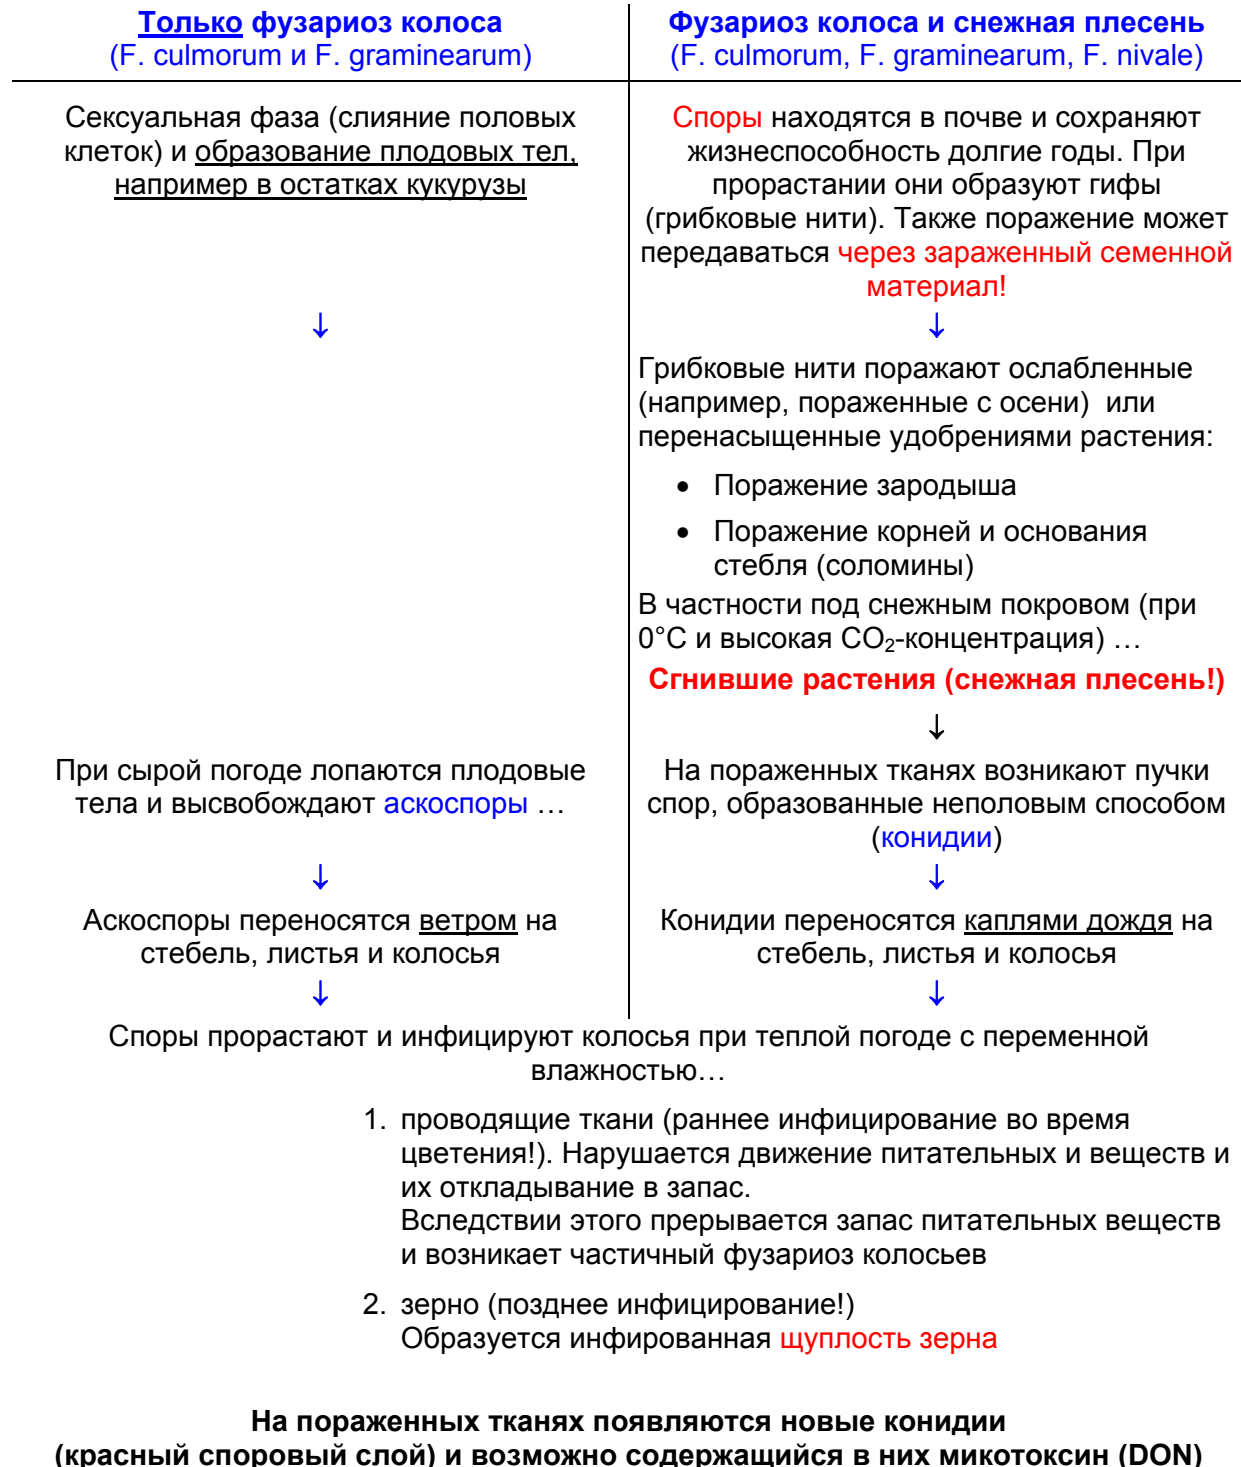 Только фузариоз колоса
(F. culmorum и F. graminearum)
Фузариоз колоса и снежная плесень
(F. culmorum, F. graminearum, F. nivale)
Сексуальная фаза (слияние половых
клеток) и образование плодовых тел,
например в остатках кукурузы
Споры находятся в почве и сохраняют
жизнеспособность долгие годы. При
прорастании они образуют гифы
(грибковые нити). Также поражение может
передаваться через зараженный семенной
материал!
↓
↓
Грибковые нити поражают ослабленные
(например, пораженные с осени) или
перенасыщенные удобрениями растения:
• Поражение зародыша
• Поражение корней и основания
стебля (соломины)
В частности под снежным покровом (при
0°C и высокая CO₂-концентрация) …
Сгнившие растения (снежная плесень!)
↓
При сырой погоде лопаются плодовые
тела и высвобождают аскоспоры …
На пораженных тканях возникают пучки
спор, образованные неполовым способом
(конидии)
↓
↓
Аскоспоры переносятся ветром на
стебель, листья и колосья
Конидии переносятся каплями дождя на
стебель, листья и колосья
↓
↓
Споры прорастают и инфицируют колосья при теплой погоде с переменной
влажностью…
1. проводящие ткани (раннее инфицирование во время
цветения!). Нарушается движение питательных и веществ и
их откладывание в запас.
Вследствии этого прерывается запас питательных веществ
и возникает частичный фузариоз колосьев
2. зерно (позднее инфицирование!)
Образуется инфированная щуплость зерна
На пораженных тканях появляются новые конидии
(красный споровый слой) и возможно содержащийся в них микотоксин (DON)